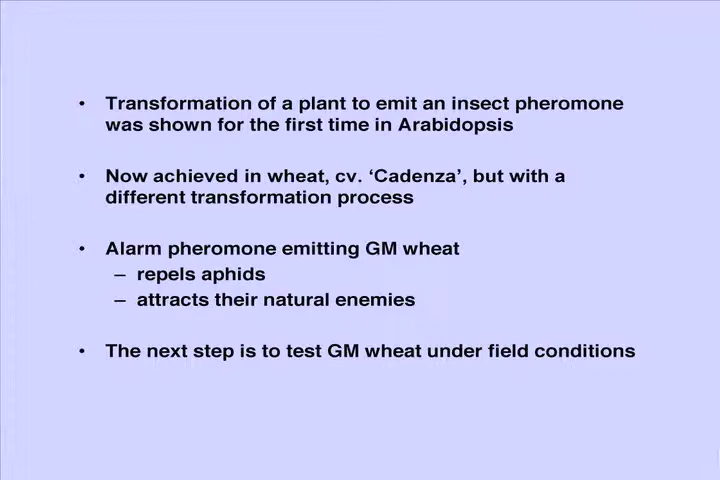 • Transformation of a plant to emit an insect pheromone
was shown for the first time in Arabidopsis
• Now achieved in wheat, cv. ‘Cadenza’, but with a
different transformation process
• Alarm pheromone emitting GM wheat
– repels aphids
– attracts their natural enemies
• The next step is to test GM wheat under field conditions